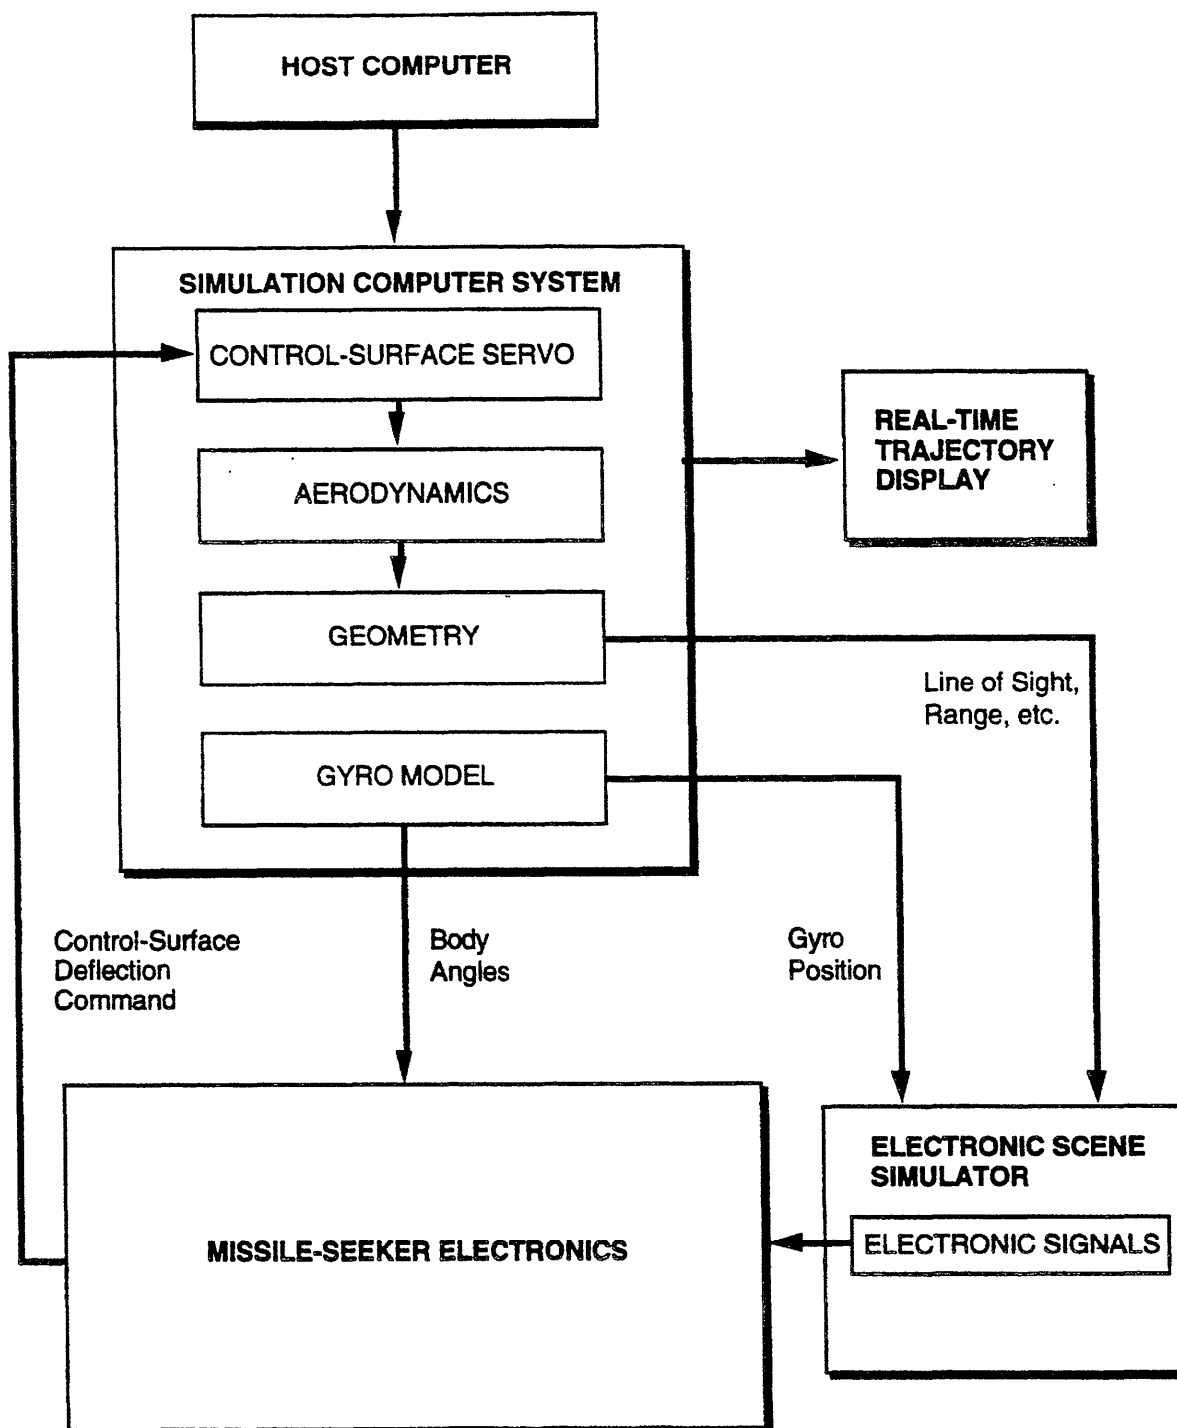 HOST COMPUTER
SIMULATION COMPUTER SYSTEM
CONTROL-SURFACE SERVO
AERODYNAMICS
REAL-TIME
TRAJECTORY
DISPLAY
GEOMETRY
Line of Sight,
Range, etc.
GYRO MODEL
Control-Surface
Deflection
Command
Body
Angles
Gyro
Position
ELECTRONIC SCENE
SIMULATOR
ELECTRONIC SIGNALS
MISSILE-SEEKER ELECTRONICS